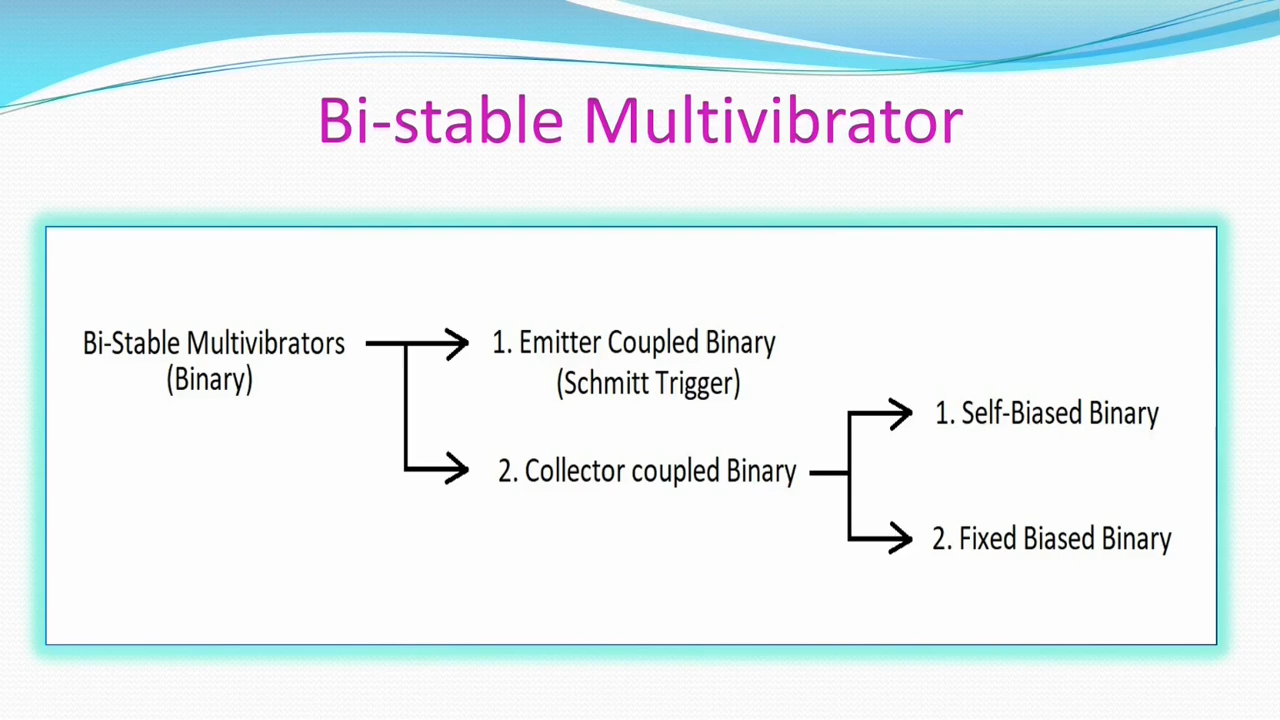 Bi-stable Multivibrator
Bi-Stable Multivibrators
(Binary)
1. Emitter Coupled Binary
(Schmitt Trigger)
2. Collector coupled Binary
1. Self-Biased Binary
2. Fixed Biased Binary